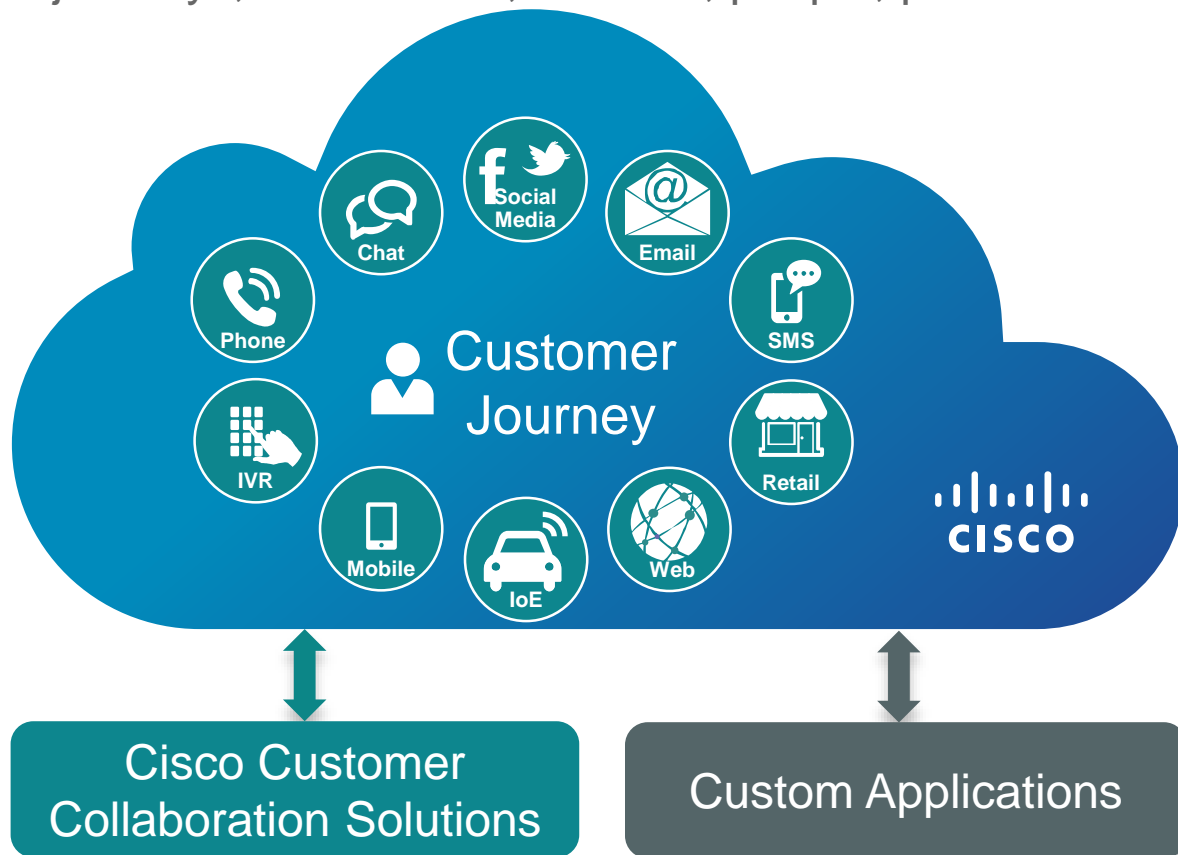 Social
Media
Chat
Email
Phone
SMS
Customer
Journey
IVR
Retail
CISCO
Mobile
Web
IoE
Cisco Customer
Collaboration Solutions
Custom Applications